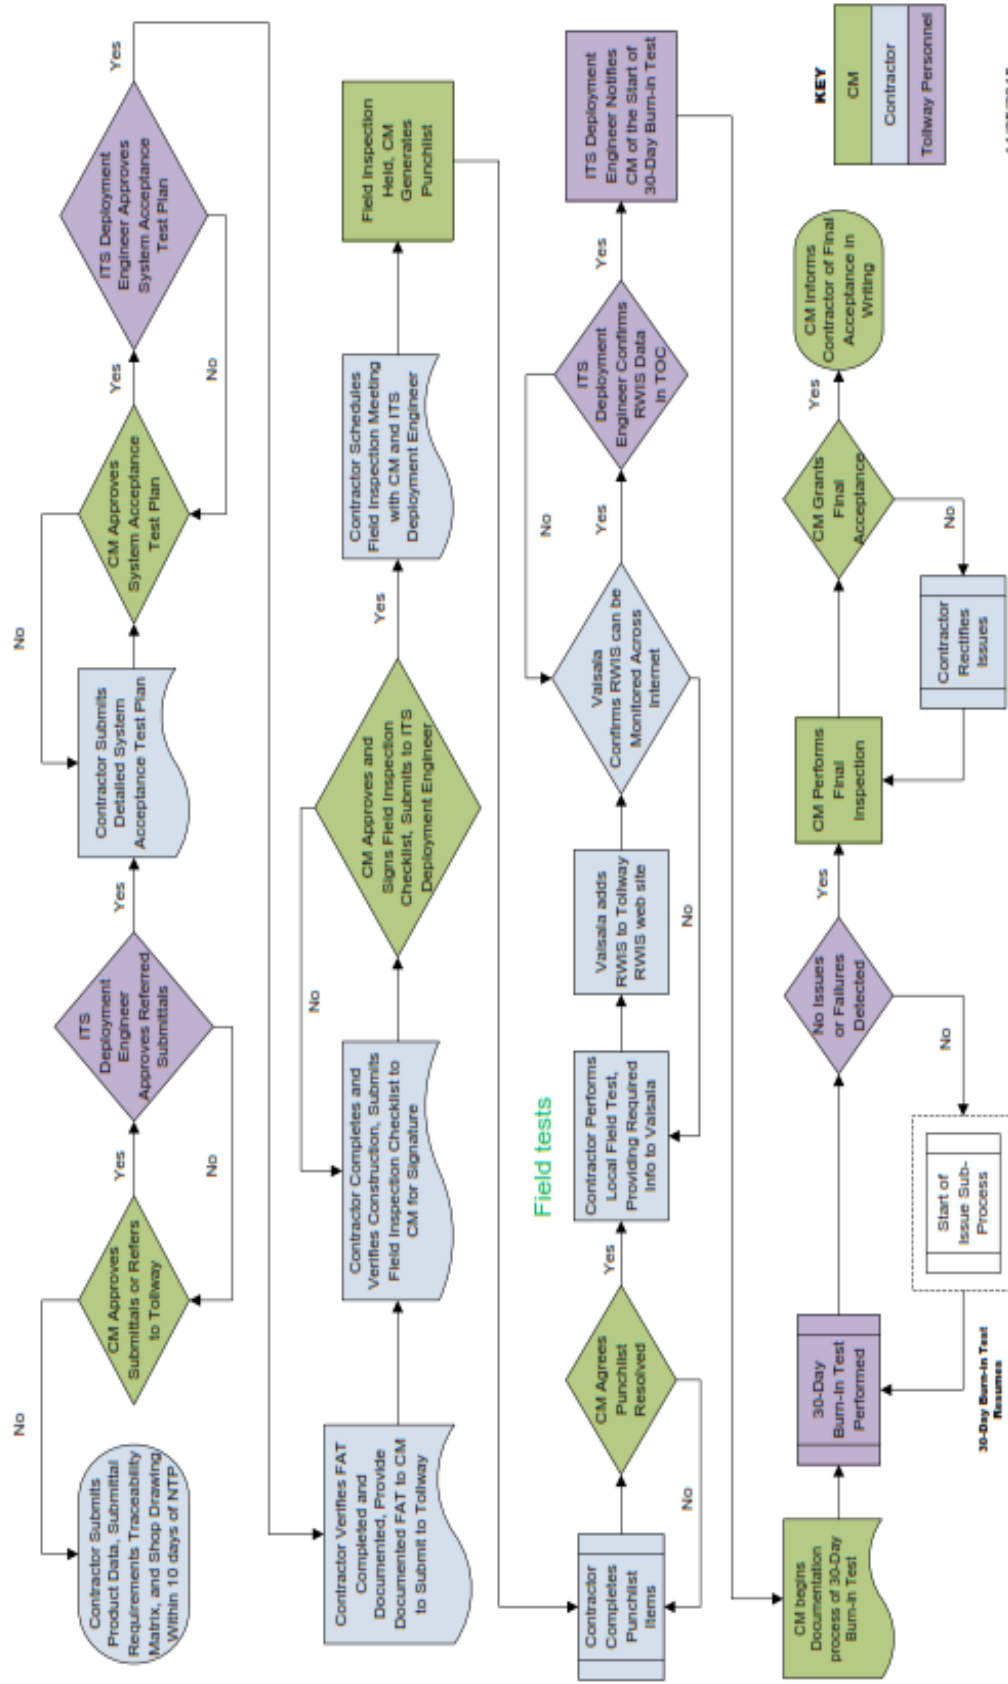 Contractor Submits
Product Data, Submittal
Requirements Traceability
Matrix, and Shop Drawing
Within 10 days of NTP
No
CM Approves
Submittals or Refers
to Tollway
Yes
No
ITS
Deployment
Engineer
Approves Referred
Submittals
Yes
Contractor Submits
Detailed System
Acceptance Test Plan
No
CM Approves
System Acceptance
Test Plan
Yes
No
ITS Deployment
Engineer Approves
System Acceptance
Test Plan
Yes
Contractor Verifies FAT
Completed and
Documented, Provide
Documented FAT to CM
to Submit to Tollway
Contractor Completes and
Verifies Construction, Submits
Field Inspection Checklist to
CM for Signature
No
CM Approves and
Signs Field Inspection
Checklist, Submits to ITS
Deployment Engineer
Yes
Contractor Schedules
Field Inspection Meeting
with CM and ITS
Deployment Engineer
Field Inspection
Held, CM
Generates
Punchlist
Contractor
Completes
Punchlist
Items
No
CM Agrees
Punchlist
Resolved
Yes
Field tests
Contractor Performs
Local Field Test,
Providing Required
Info to Vaisala
Vaisala adds
RWIS to Tollway
RWIS web site
No
Vaisala
Confirms RWIS can be
Monitored Across
Internet
Yes
No
ITS
Deployment
Engineer Confirms
RWIS Data
in TOC
Yes
ITS Deployment
Engineer Notifies
CM of the Start of
30-Day Burn-in Test
CM begins
Documentation
process of 30-Day
Burn-in Test
30-Day
Burn-in Test
Performed
30-Day Burn-in Test
Resumes
Start of
Issue Sub-
Process
No
No Issues
or Failures
Detected
Yes
CM Performs
Final
Inspection
Contractor
Rectifies
Issues
No
CM Grants
Final
Acceptance
Yes
CM Informs
Contractor of Final
Acceptance in
Writing
KEY
CM
Contractor
Tollway Personnel